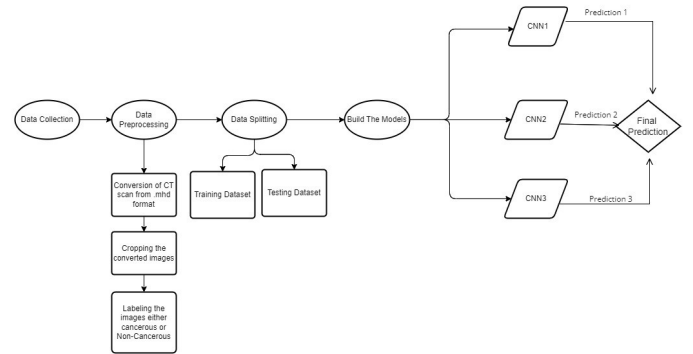 Data Collection
Data
Preprocessing
Conversion of CT
scan from .mhd
format
Cropping the
converted images
Labeling the
images either
cancerous or
Non-Cancerous
Data Splitting
Training Dataset
Testing Dataset
Build The Models
CNN1
Prediction 1
CNN2
Prediction 2
CNN3
Prediction 3
Final
Prediction